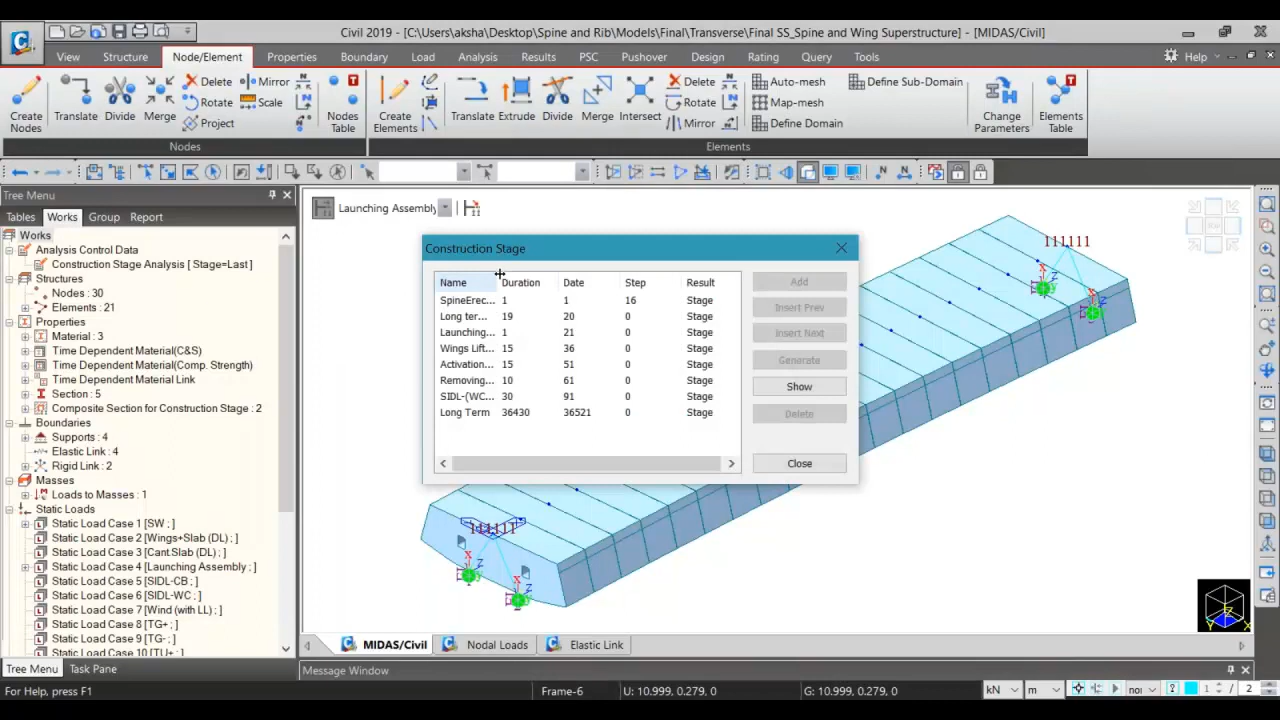 Civil 2019 - [C:\Users\aksha\Desktop\Spine and Rib\Models\Final\Transverse\Final SS_Spine and Wing Superstructure] - [MIDAS/Civil]
View Structure Node/Element Properties Boundary Load Analysis Results PSC Pushover Design Rating Query Tools Help
Create Nodes
Translate
Divide
Merge
Delete
Rotate
Project
Mirror
Scale
Nodes Table
Create Elements
Translate
Extrude
Divide
Merge
Intersect
Delete
Rotate
Mirror
Auto-mesh
Map-mesh
Define Domain
Define Sub-Domain
Change Parameters
Elements Table
Nodes
Elements
Tree Menu
Tables Works Group Report
Works
Analysis Control Data
Construction Stage Analysis [ Stage=Last ]
Structures
Nodes : 30
Elements : 21
Properties
Material : 3
Time Dependent Material(C&S)
Time Dependent Material(Comp. Strength)
Time Dependent Material Link
Section : 5
Composite Section for Construction Stage : 2
Boundaries
Supports : 4
Elastic Link : 4
Rigid Link : 2
Masses
Loads to Masses : 1
Static Loads
Static Load Case 1 [SW ; ]
Static Load Case 2 [Wings+Slab (DL) ; ]
Static Load Case 3 [Cant.Slab (DL) ; ]
Static Load Case 4 [Launching Assembly ; ]
Static Load Case 5 [SIDL-CB ; ]
Static Load Case 6 [SIDL-WC ; ]
Static Load Case 7 [Wind (with LL) ; ]
Static Load Case 8 [TG+ ; ]
Static Load Case 9 [TG- ; ]
Static Load Case 10 [TU+ ; ]
Tree Menu Task Pane
Launching Assembly
Construction Stage
Name Duration Date Step Result
SpineErec... 1 1 16 Stage
Long ter... 19 20 0 Stage
Launching... 1 21 0 Stage
Wings Lift... 15 36 0 Stage
Activation... 15 51 0 Stage
Removing... 10 61 0 Stage
SIDL-(WC... 30 91 0 Stage
Long Term 36430 36521 0 Stage
Add
Insert Prev
Insert Next
Generate
Show
Delete
Close
111111
x
z
x
z
x
z
y
x
z
MIDAS/Civil Nodal Loads Elastic Link
Message Window
For Help, press F1
Frame-6
U: 10.999, 0.279, 0
G: 10.999, 0.279, 0
kN
m
nor
1 / 2